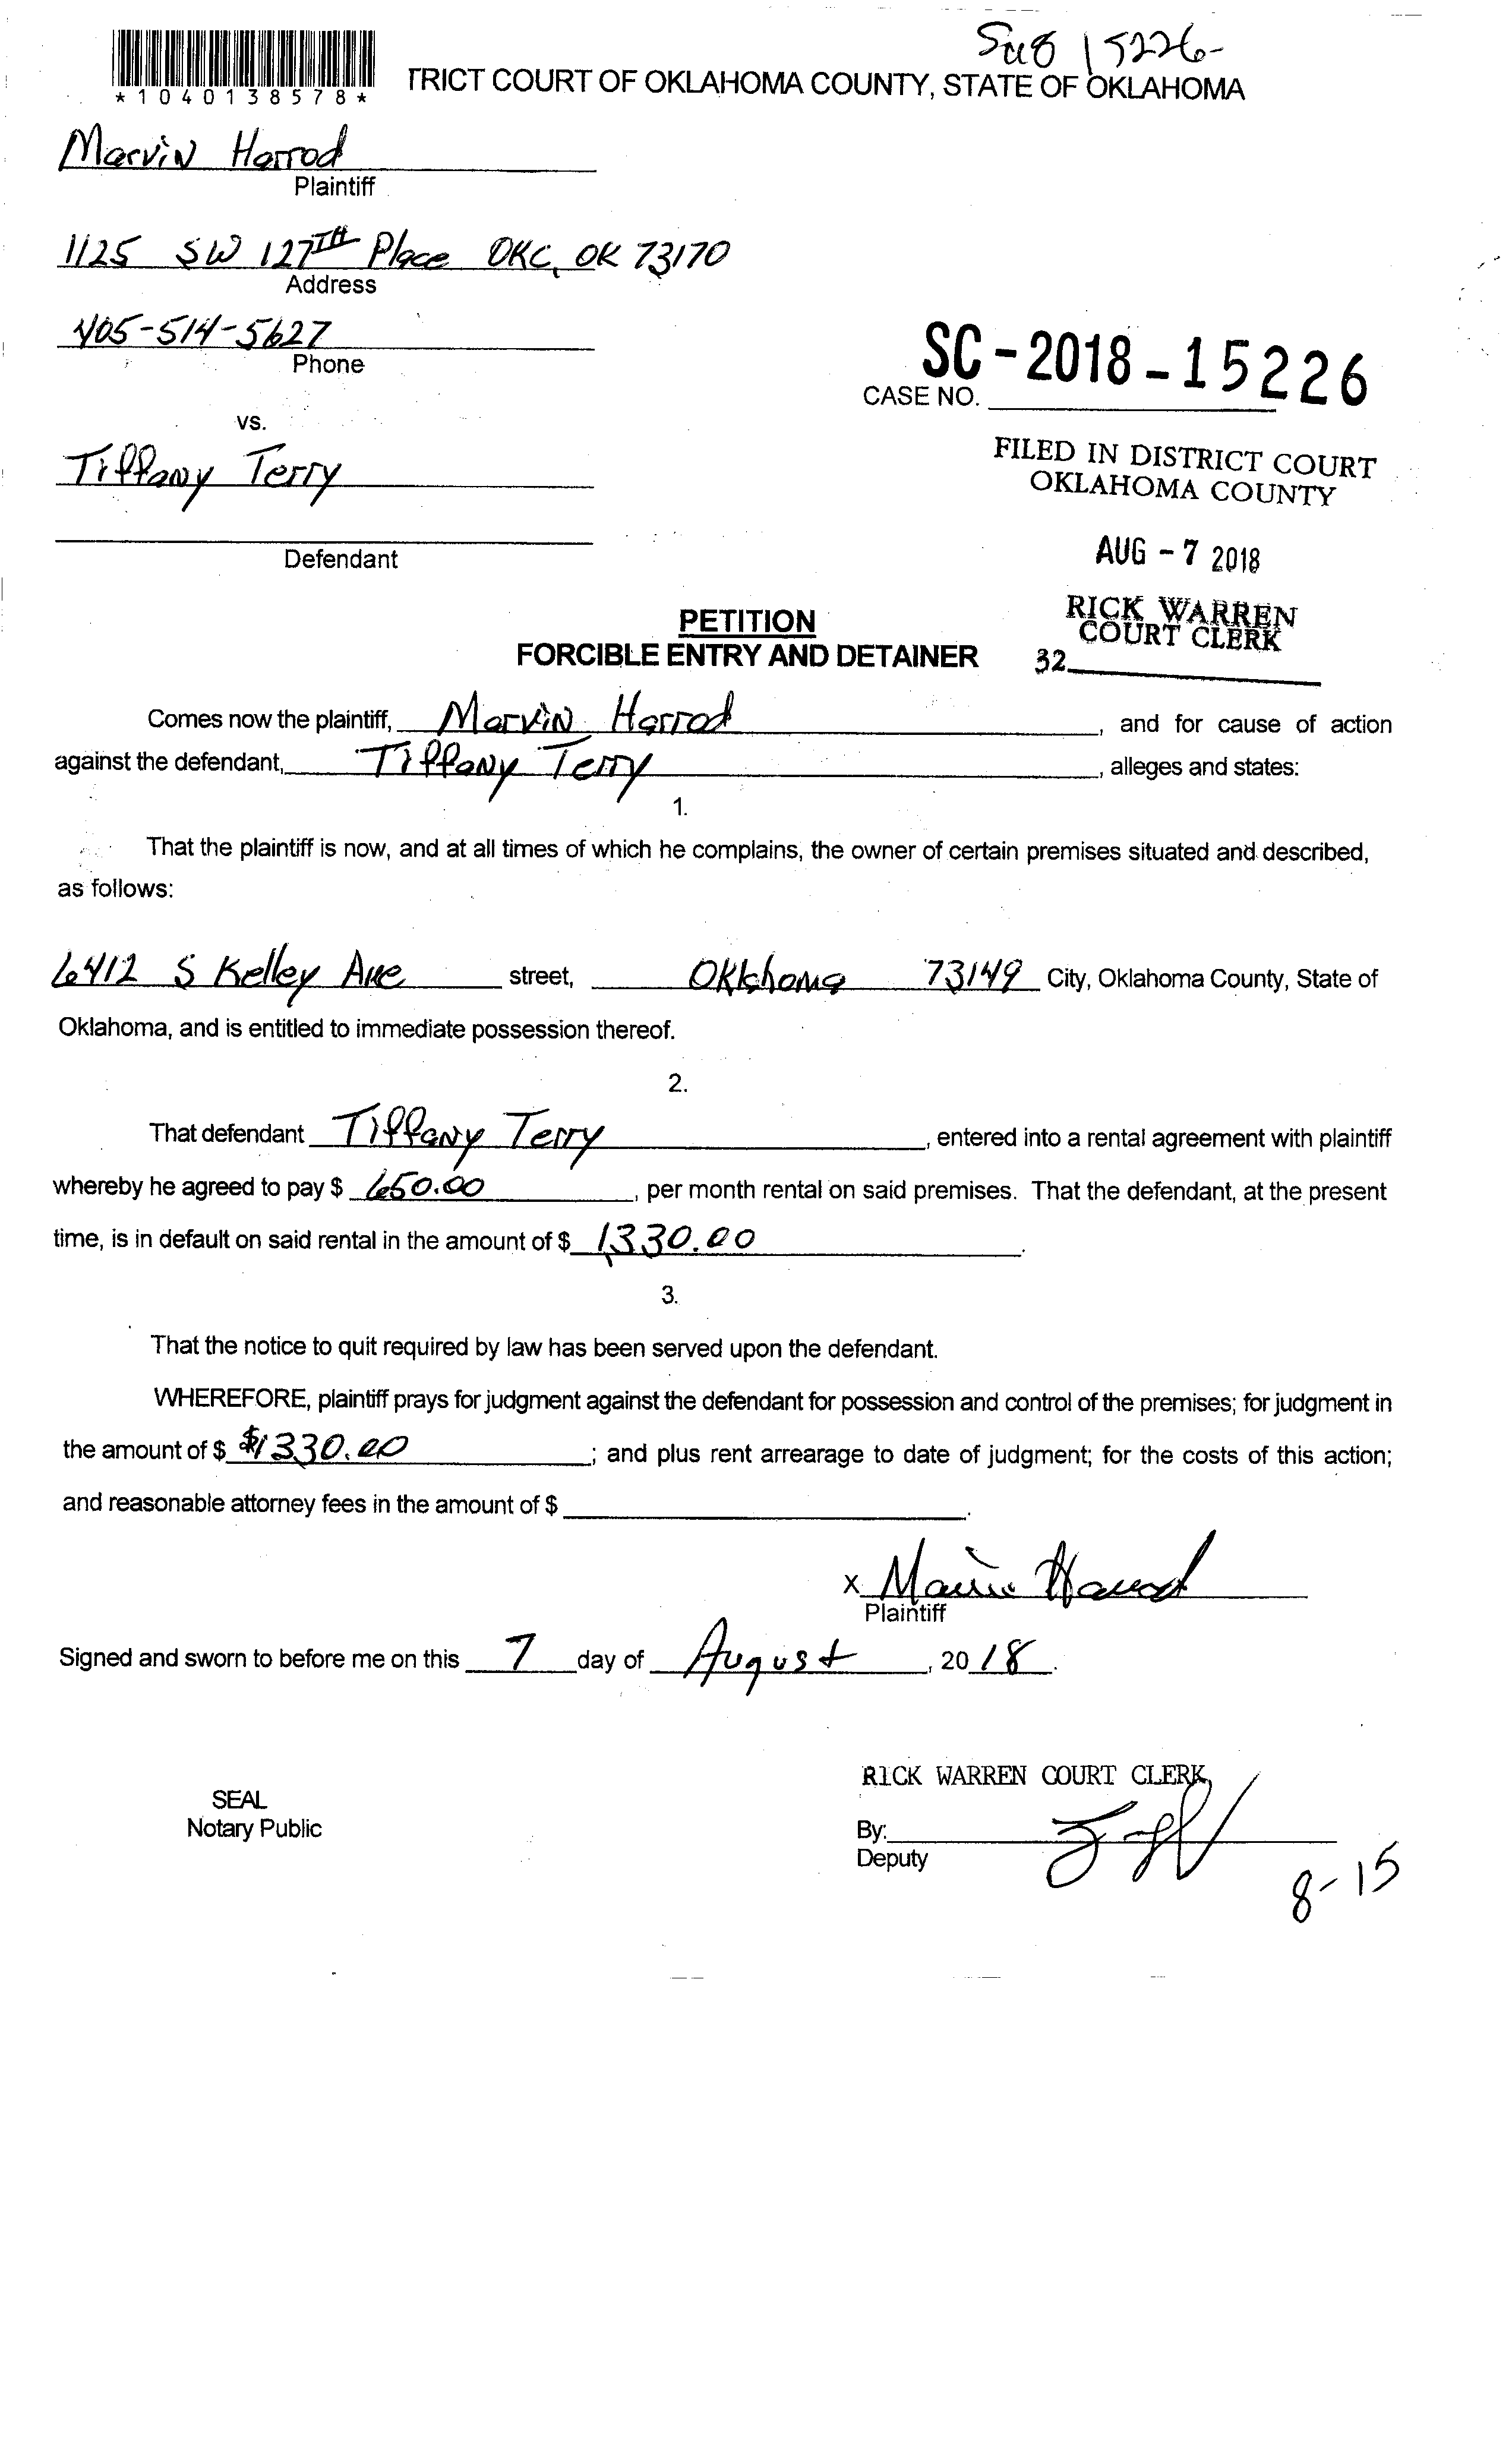 Sug 15226-
*1040138578*
TRICT COURT OF OKLAHOMA COUNTY, STATE OF OKLAHOMA
Marvin Harrod
Plaintiff
1125 SW 127TH Place OKC, OK 73170
Address
405-514-5627
Phone
SC-2018-15226
CASE NO.
vs.
Tiffany Terry
FILED IN DISTRICT COURT
OKLAHOMA COUNTY
Defendant
AUG - 7 2018
RICK WARREN
COURT CLERK
32
PETITION
FORCIBLE ENTRY AND DETAINER
Comes now the plaintiff, Marvin Harrod, and for cause of action
against the defendant, Tiffany Terry, alleges and states:
1.
That the plaintiff is now, and at all times of which he complains, the owner of certain premises situated and described,
as follows:
6412 S Kelley Ave street, Oklahoma 73149 City, Oklahoma County, State of
Oklahoma, and is entitled to immediate possession thereof.
2.
That defendant Tiffany Terry, entered into a rental agreement with plaintiff
whereby he agreed to pay $ 650.00, per month rental on said premises. That the defendant, at the present
time, is in default on said rental in the amount of $ 1,330.00.
3.
That the notice to quit required by law has been served upon the defendant.
WHEREFORE, plaintiff prays for judgment against the defendant for possession and control of the premises; for judgment in
the amount of $ $1330.00; and plus rent arrearage to date of judgment; for the costs of this action;
and reasonable attorney fees in the amount of $ .
x Marvin Harrod
Plaintiff
Signed and sworn to before me on this 7 day of August, 2018.
RICK WARREN COURT CLERK
SEAL
Notary Public
By:
Deputy
8-15